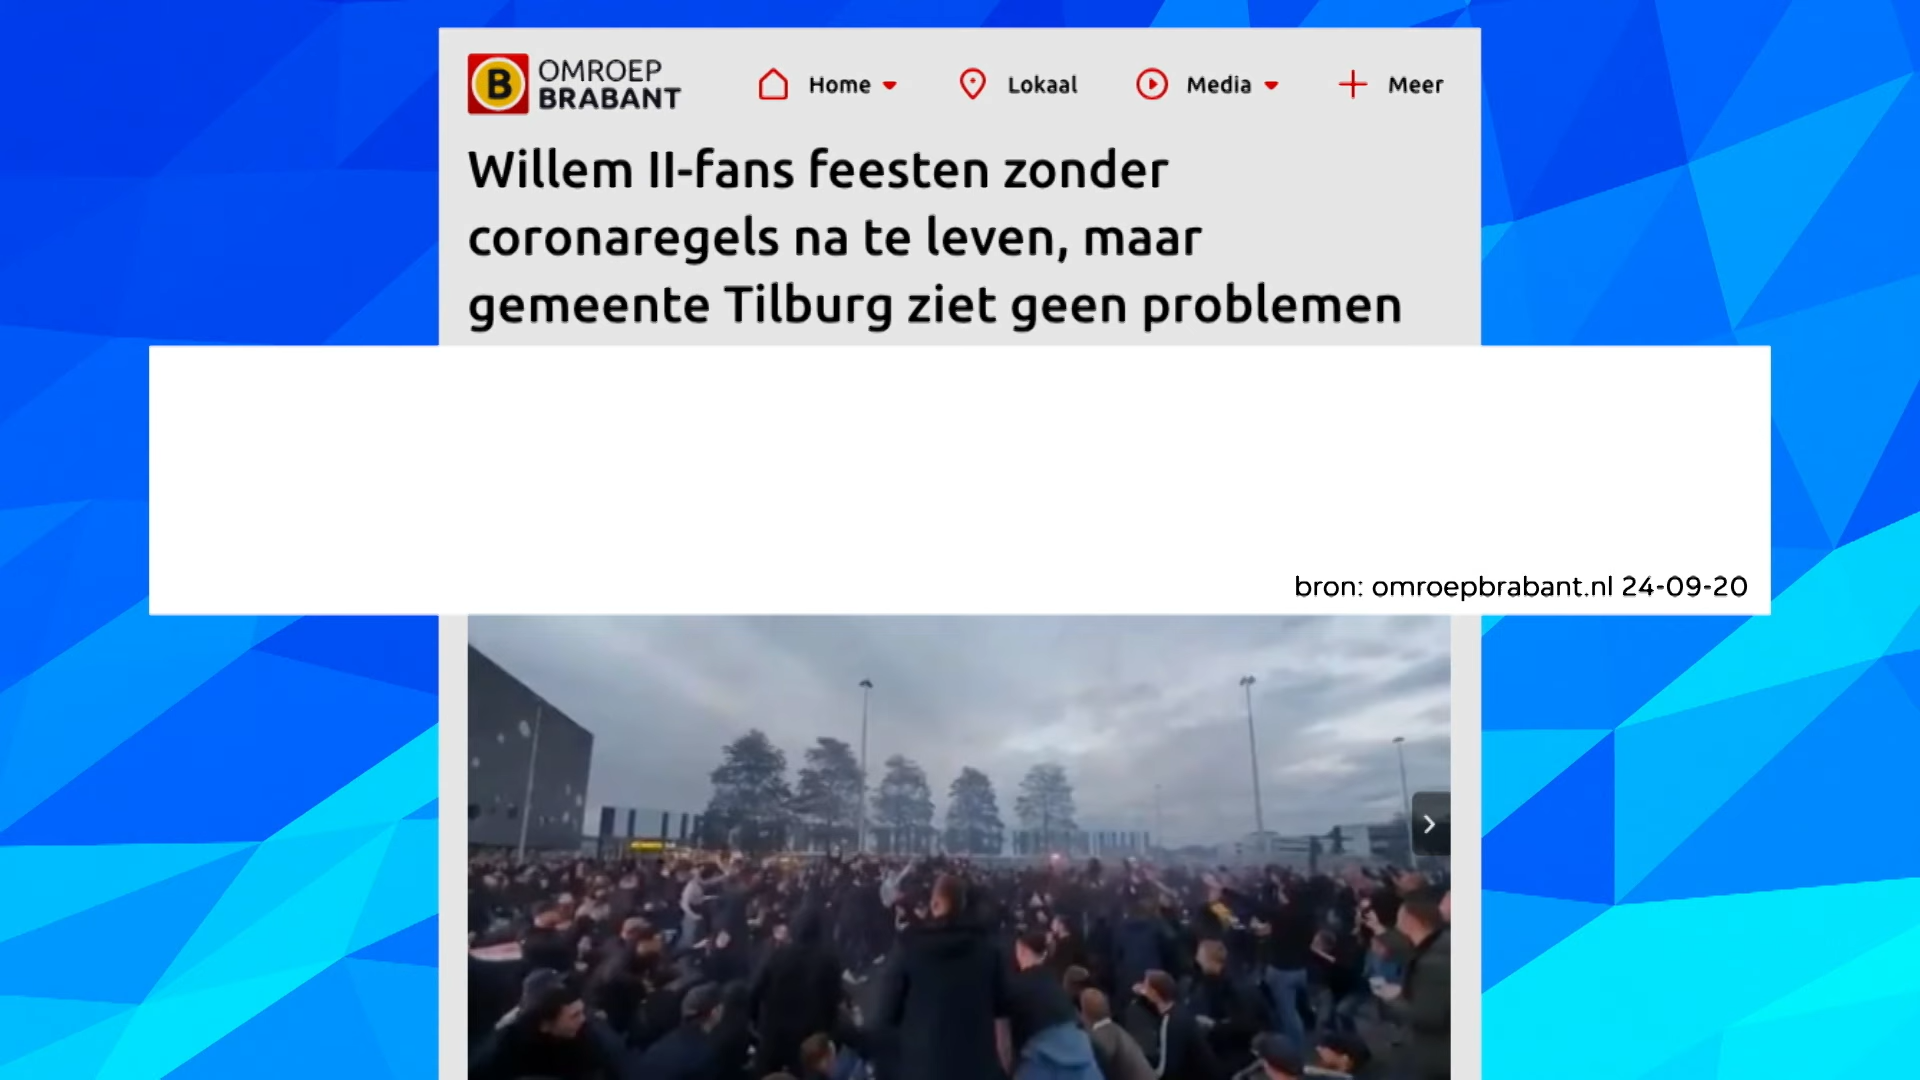 OMROEP
BRABANT
Home
Lokaal
Media
Meer
Willem II-fans feesten zonder
coronaregels na te leven, maar
gemeente Tilburg ziet geen problemen
bron: omroepbrabant.nl 24-09-20